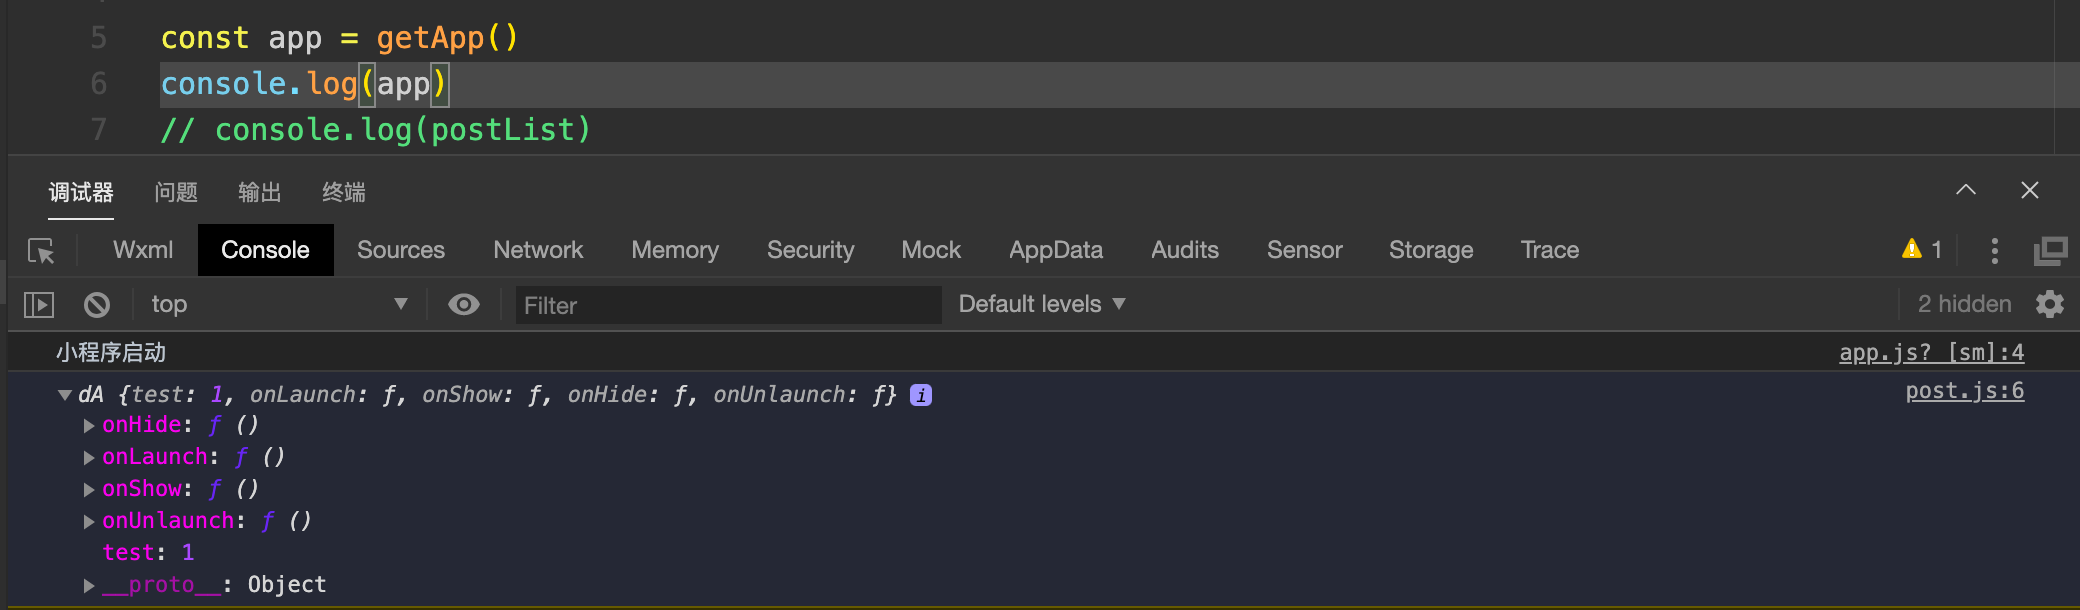 5 const app = getApp()
6 console.log(app)
7 // console.log(postList)
调试器 问题 输出 终端
Wxml Console Sources Network Memory Security Mock AppData Audits Sensor Storage Trace 1
top Filter Default levels 2 hidden
小程序启动 app.js? [sm]:4
dA {test: 1, onLaunch: ƒ, onShow: ƒ, onHide: ƒ, onUnlaunch: ƒ} i post.js:6
onHide: ƒ ()
onLaunch: ƒ ()
onShow: ƒ ()
onUnlaunch: ƒ ()
test: 1
__proto__: Object